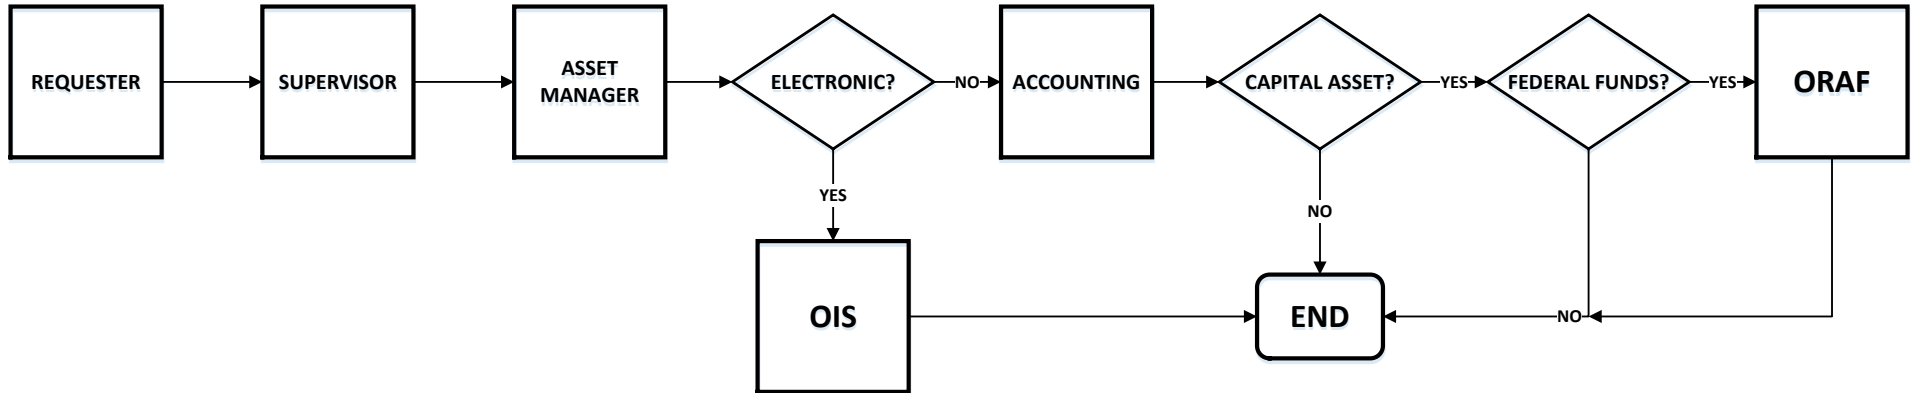 REQUESTER
SUPERVISOR
ASSET
MANAGER
ELECTRONIC?
NO
ACCOUNTING
CAPITAL ASSET?
YES
FEDERAL FUNDS?
YES
ORAF
YES
NO
OIS
END
NO